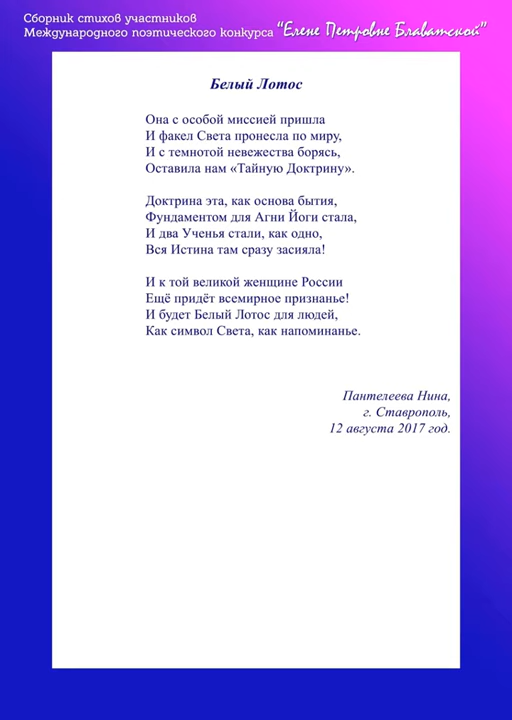 Сборник стихов участников
Международного поэтического конкурса "Елене Петровне Блаватской"
Белый Лотос
Она с особой миссией пришла
И факел Света пронесла по миру,
И с темнотой невежества борясь,
Оставила нам «Тайную Доктрину».
Доктрина эта, как основа бытия,
Фундаментом для Агни Йоги стала,
И два Ученья стали, как одно,
Вся Истина там сразу засияла!
И к той великой женщине России
Ещё придёт всемирное признанье!
И будет Белый Лотос для людей,
Как символ Света, как напоминанье.
Пантелеева Нина,
г. Ставрополь,
12 августа 2017 год.